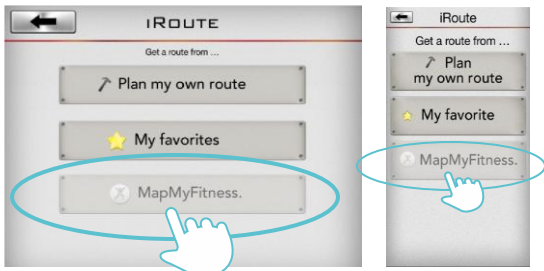 iRoute
Get a route from ...
Plan my own route
My favorites
MapMyFitness.
iRoute
Get a route from ...
Plan
my own route
My favorite
MapMyFitness.